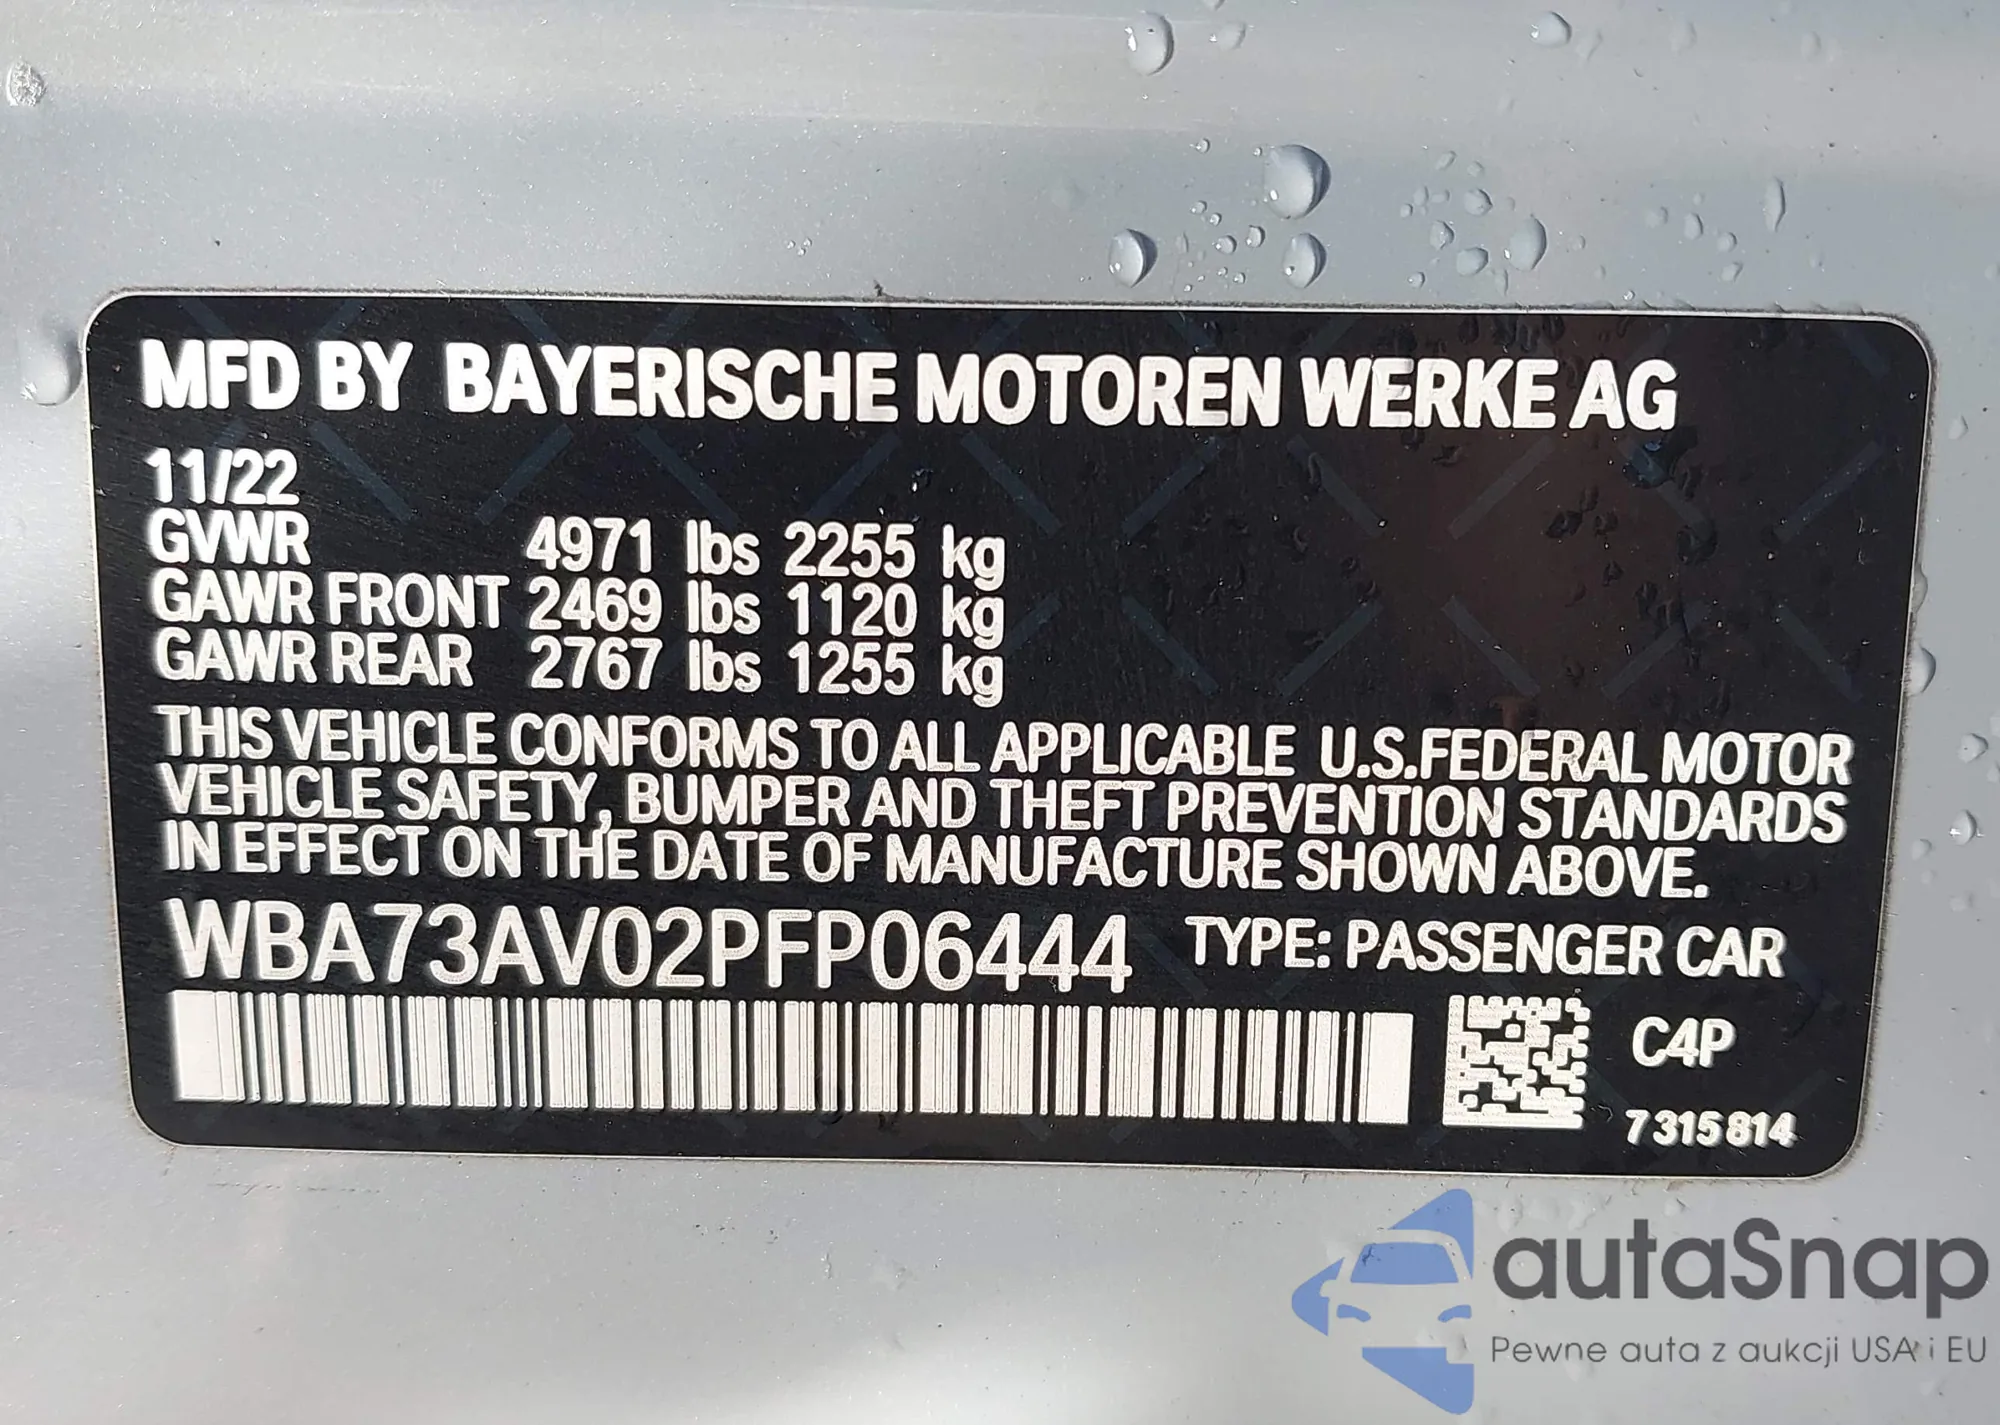 MFD BY BAYERISCHE MOTOREN WERKE AG
11/22
GVWR 4971 lbs 2255 kg
GAWR FRONT 2469 lbs 1120 kg
GAWR REAR 2767 lbs 1255 kg
THIS VEHICLE CONFORMS TO ALL APPLICABLE U.S.FEDERAL MOTOR
VEHICLE SAFETY, BUMPER AND THEFT PREVENTION STANDARDS
IN EFFECT ON THE DATE OF MANUFACTURE SHOWN ABOVE.
WBA73AV02PFP06444 TYPE: PASSENGER CAR
C4P
7 315 814
autaSnap
Pewne auta z aukcji USA i EU